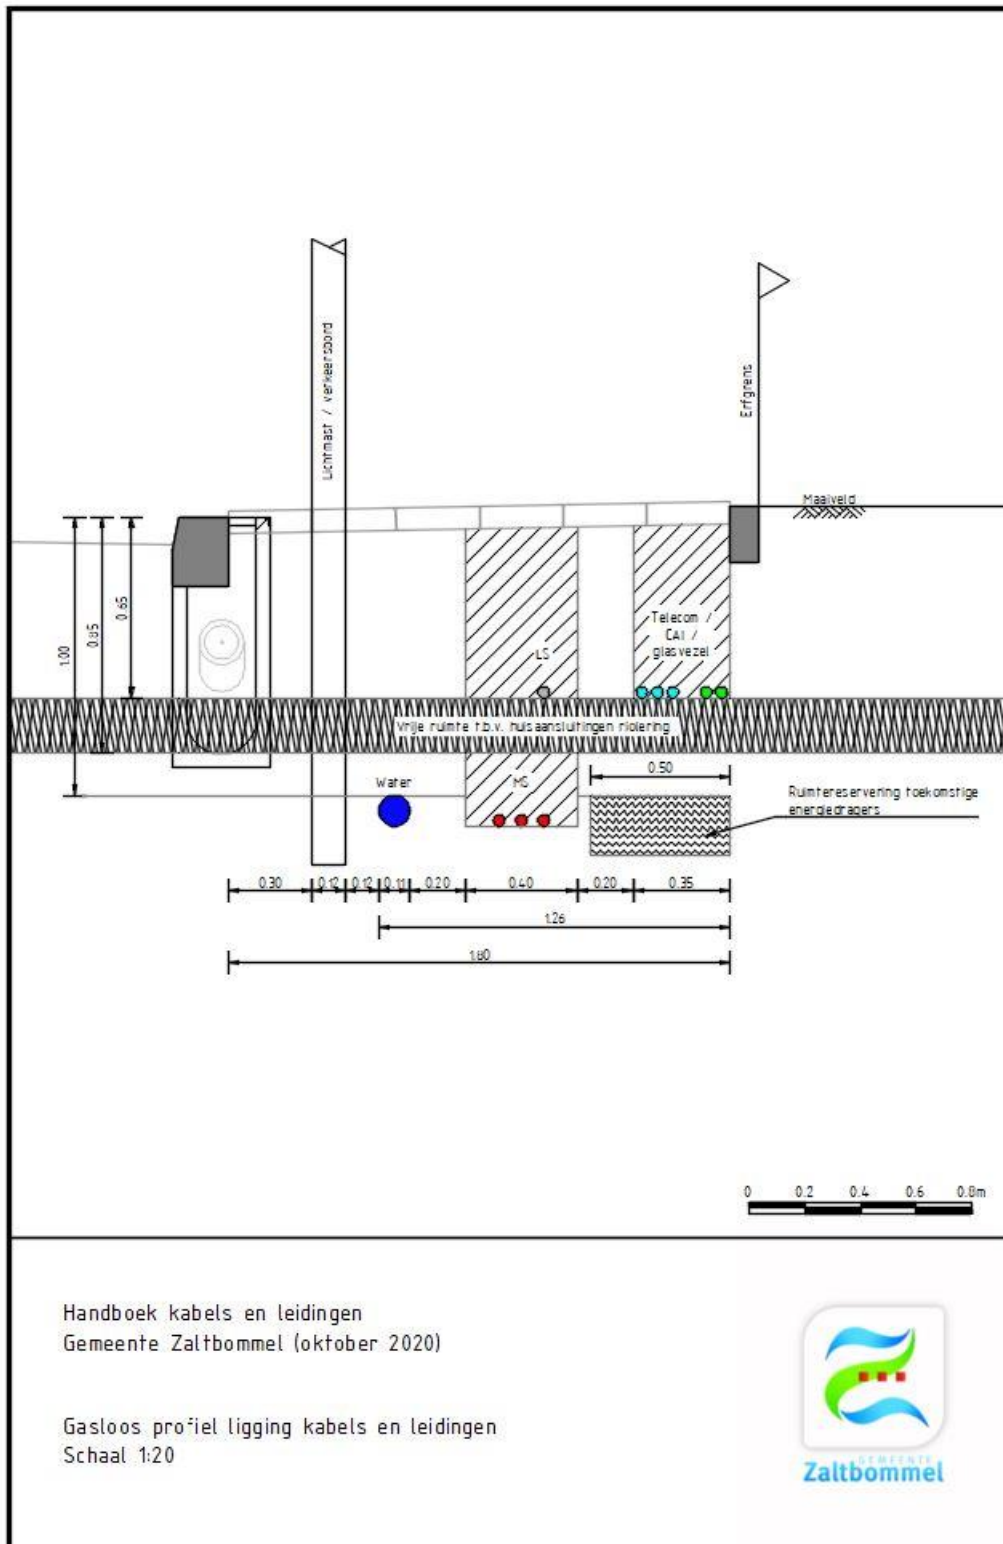 Lichtmast / verkeersbord
Erfgrens
Maaiveld
0.65
0.85
1.00
Telecom /
CAI /
glasvezel
LS
Vrije ruimte t.b.v. huisaansluitingen riolering
0.50
Water
MS
Ruimtereservering toekomstige
energiedragers
0.30 0.12 0.12 0.11 0.20 0.40 0.20 0.35
1.26
1.80
0 0.2 0.4 0.6 0.8m
Handboek kabels en leidingen
Gemeente Zaltbommel (oktober 2020)
Gasloos profiel ligging kabels en leidingen
Schaal 1:20
GEMEENTE
Zaltbommel